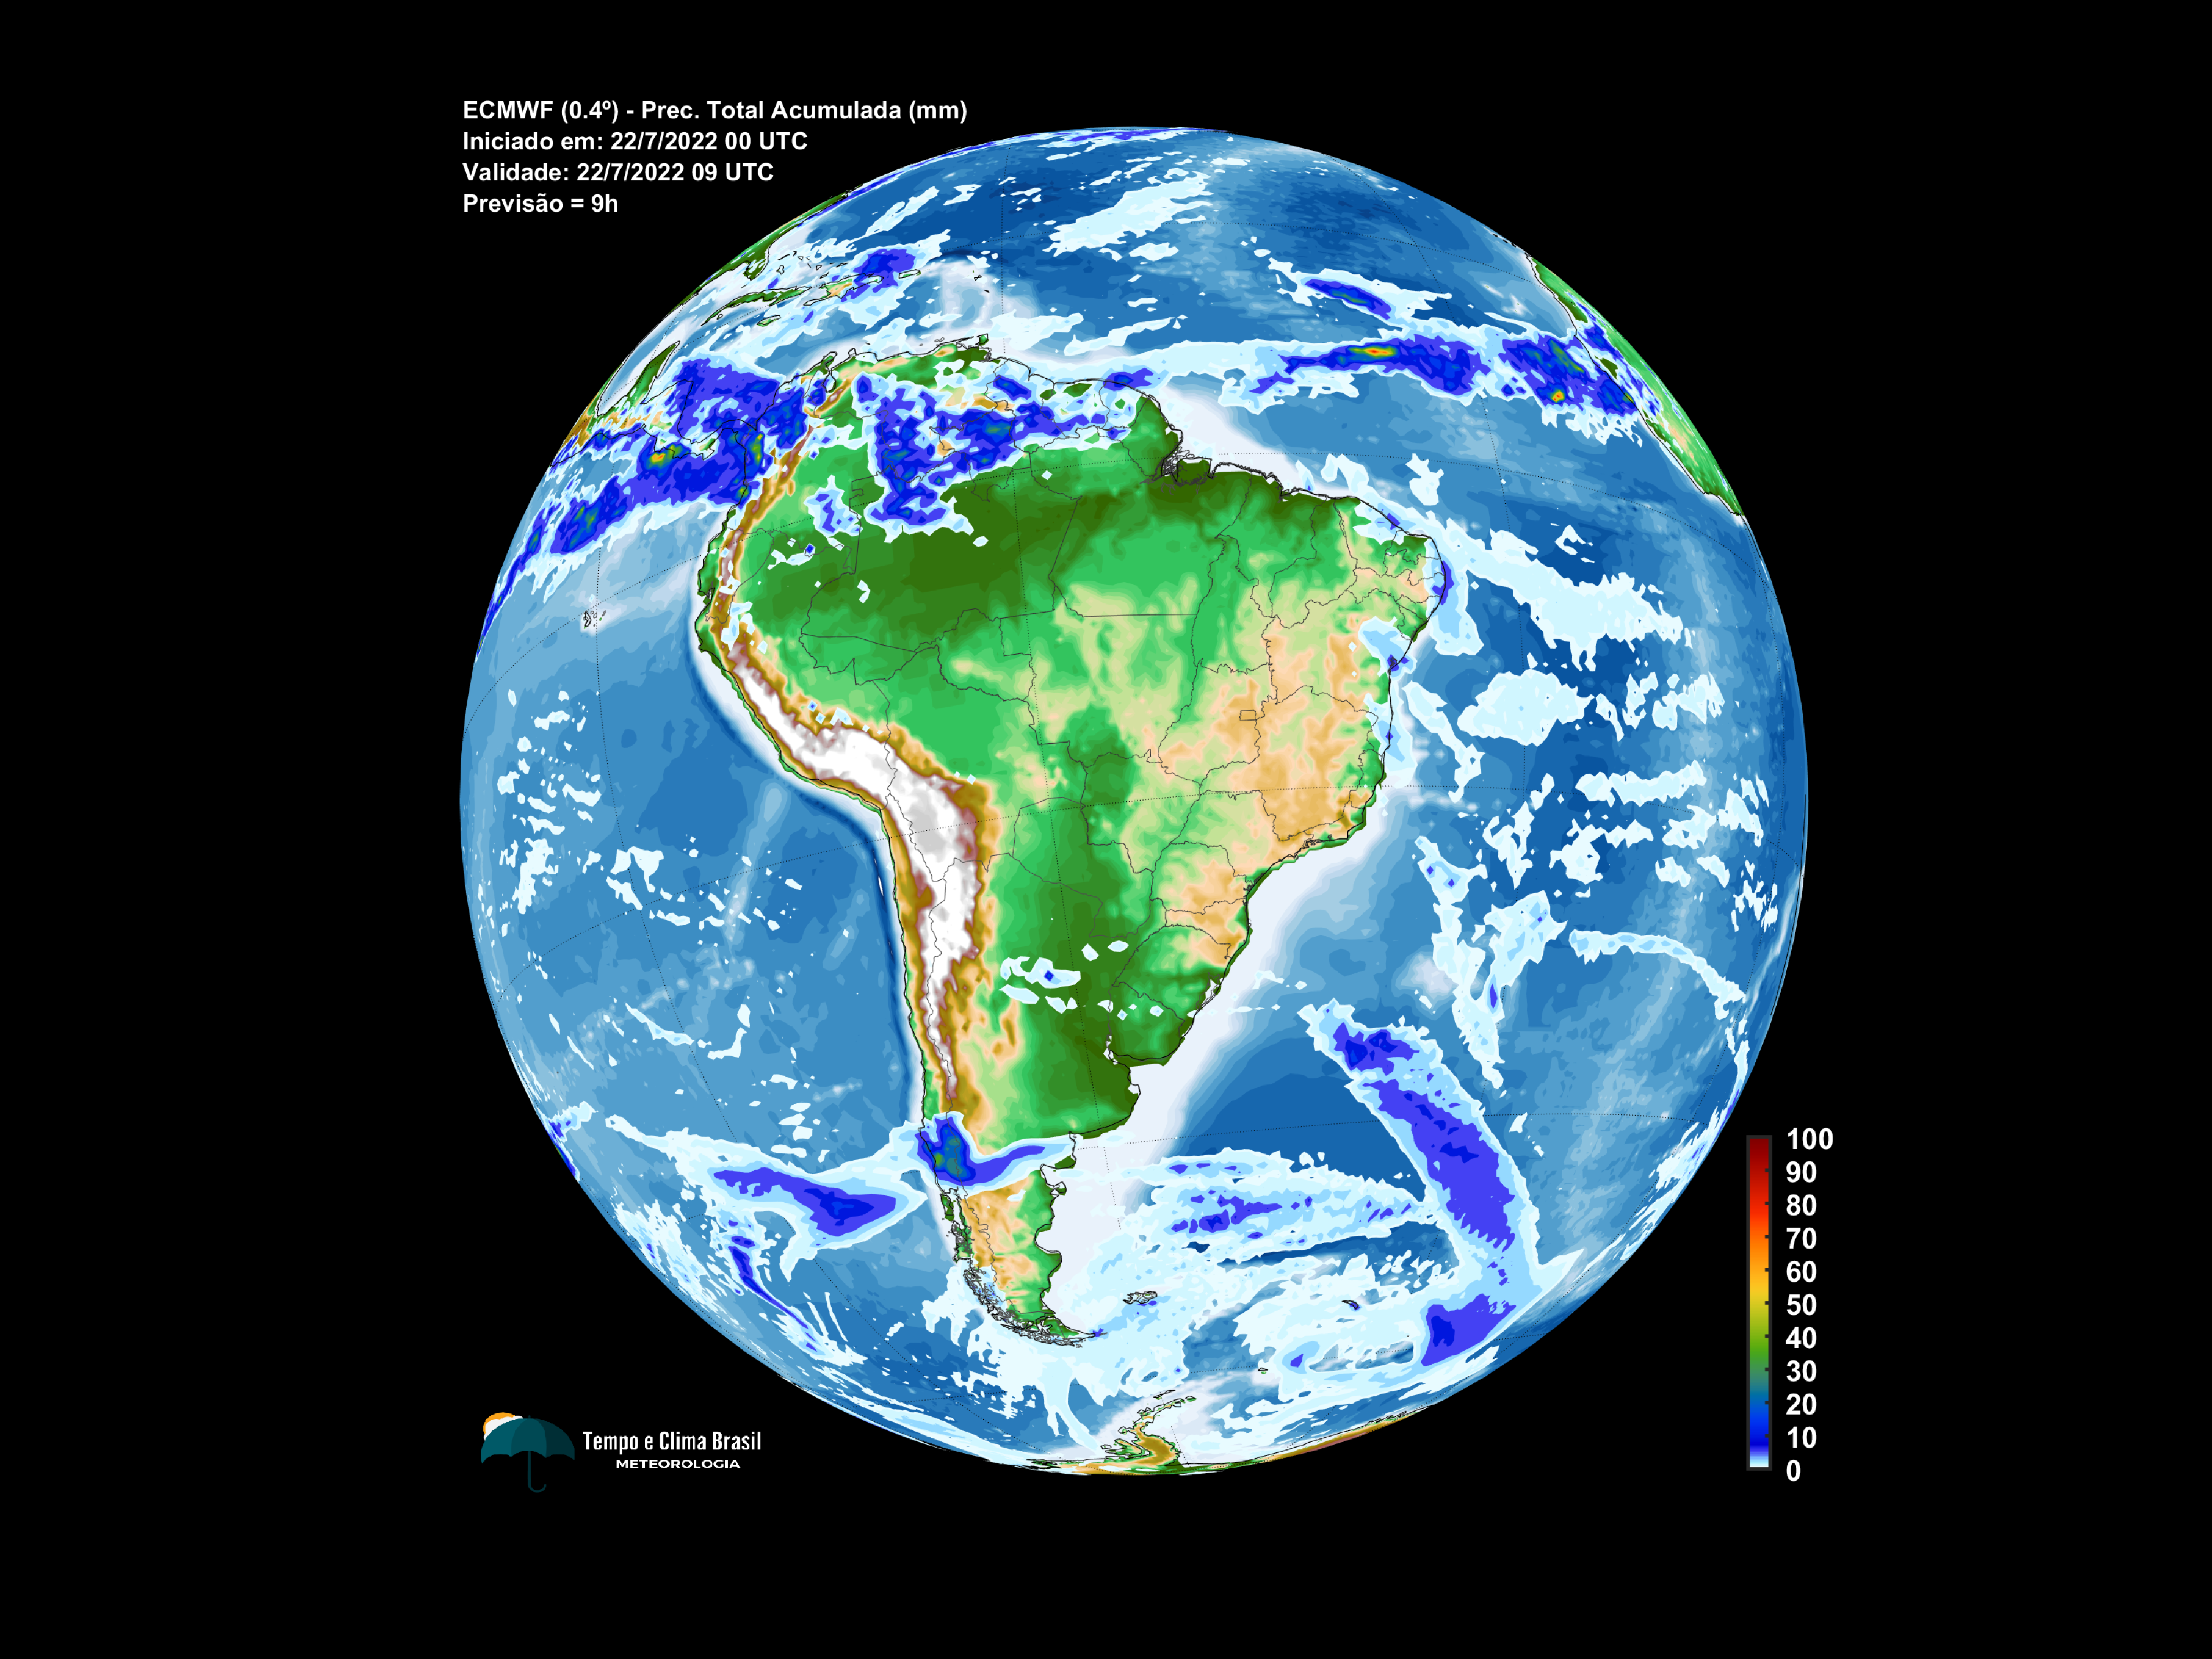 ECMWF (0.4º) - Prec. Total Acumulada (mm)
Iniciado em: 22/7/2022 00 UTC
Validade: 22/7/2022 09 UTC
Previsão = 9h
100
90
80
70
60
50
40
30
20
10
0
Tempo e Clima Brasil
METEOROLOGIA